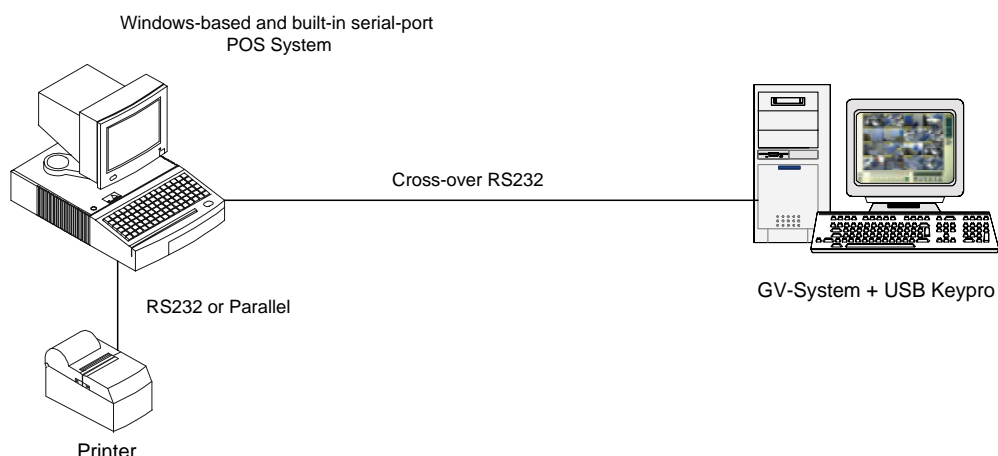 Windows-based and built-in serial-port
POS System
Cross-over RS232
GV-System + USB Keypro
RS232 or Parallel
Printer